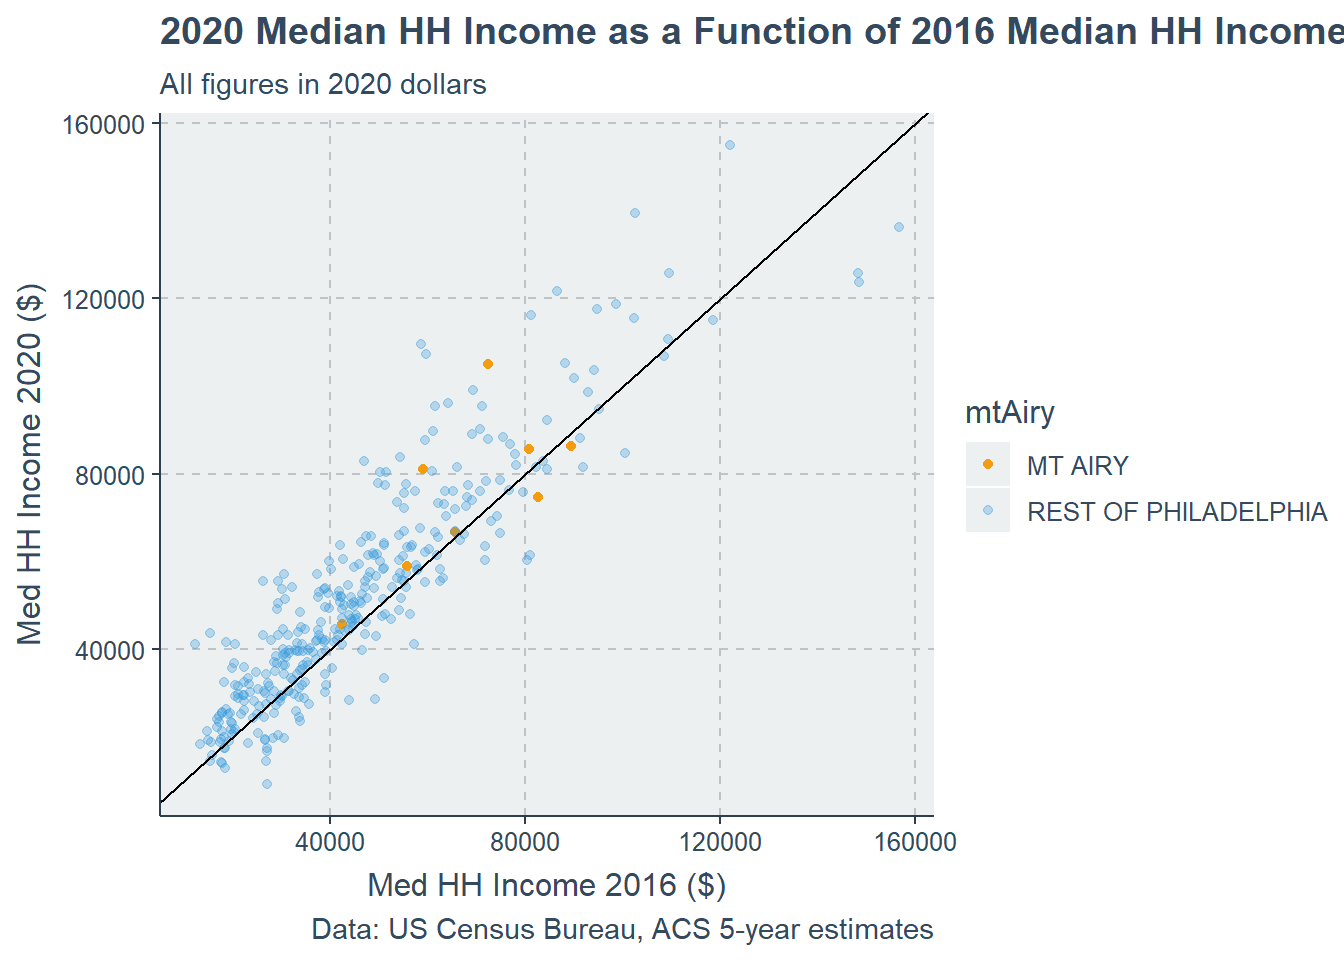 2020 Median HH Income as a Function of 2016 Median HH Income
All figures in 2020 dollars
160000
120000
80000
40000
Med HH Income 2020 ($)
40000 80000 120000 160000
Med HH Income 2016 ($)
Data: US Census Bureau, ACS 5-year estimates
mtAiry
MT AIRY
REST OF PHILADELPHIA